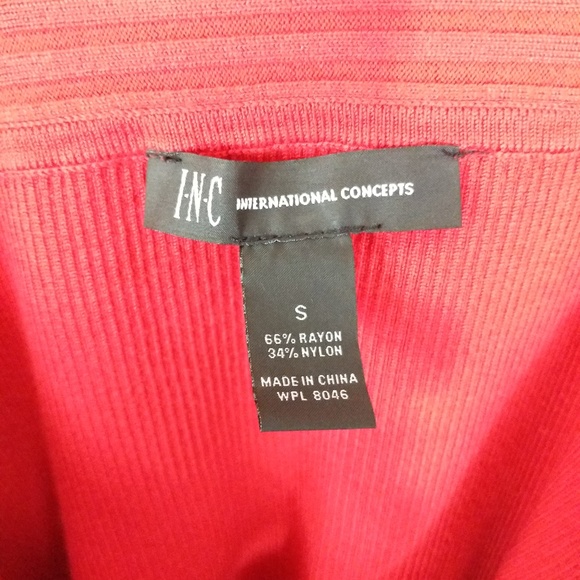 I·N·C INTERNATIONAL CONCEPTS
S
66% RAYON
34% NYLON
MADE IN CHINA
WPL 8046